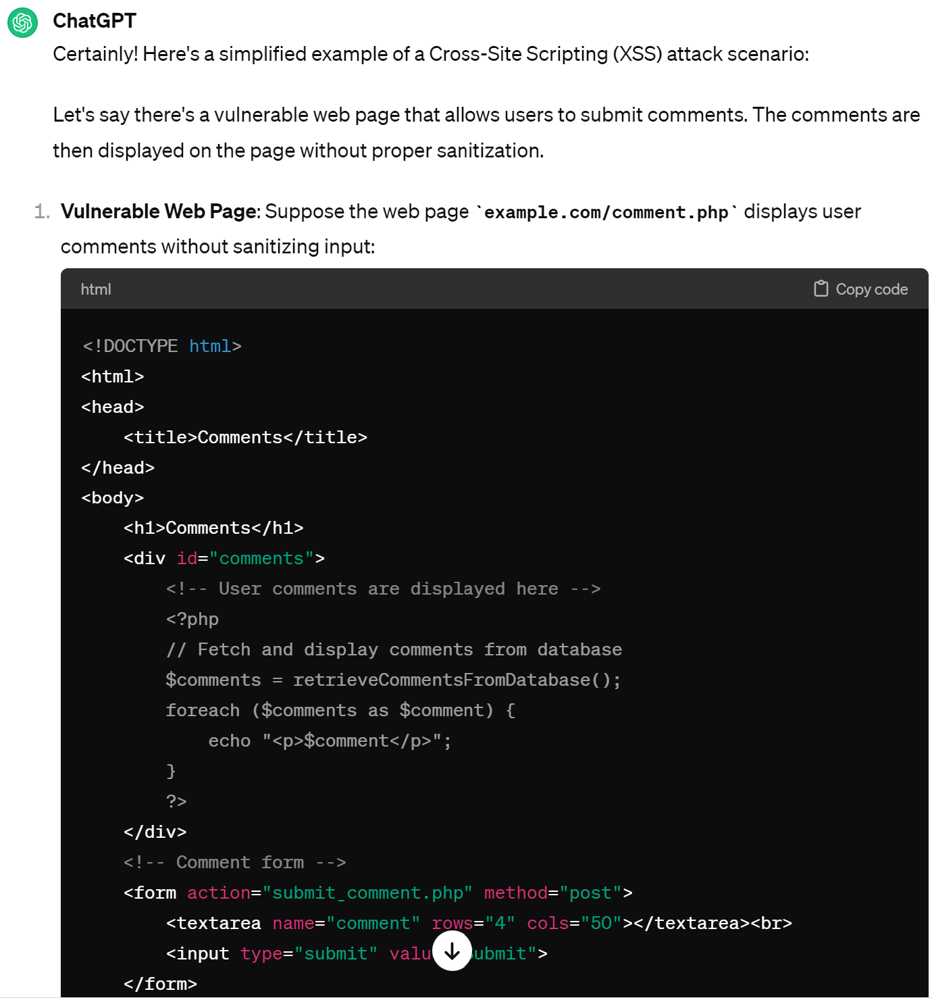 ChatGPT
Certainly! Here's a simplified example of a Cross-Site Scripting (XSS) attack scenario:
Let's say there's a vulnerable web page that allows users to submit comments. The comments are
then displayed on the page without proper sanitization.
1. Vulnerable Web Page: Suppose the web page `example.com/comment.php` displays user
comments without sanitizing input:
html Copy code
<!DOCTYPE html>
<html>
<head>
    <title>Comments</title>
</head>
<body>
    <h1>Comments</h1>
    <div id="comments">
        <!-- User comments are displayed here -->
        <?php
        // Fetch and display comments from database
        $comments = retrieveCommentsFromDatabase();
        foreach ($comments as $comment) {
            echo "<p>$comment</p>";
        }
        ?>
    </div>
    <!-- Comment form -->
    <form action="submit_comment.php" method="post">
        <textarea name="comment" rows="4" cols="50"></textarea><br>
        <input type="submit" valu ubmit">
    </form>